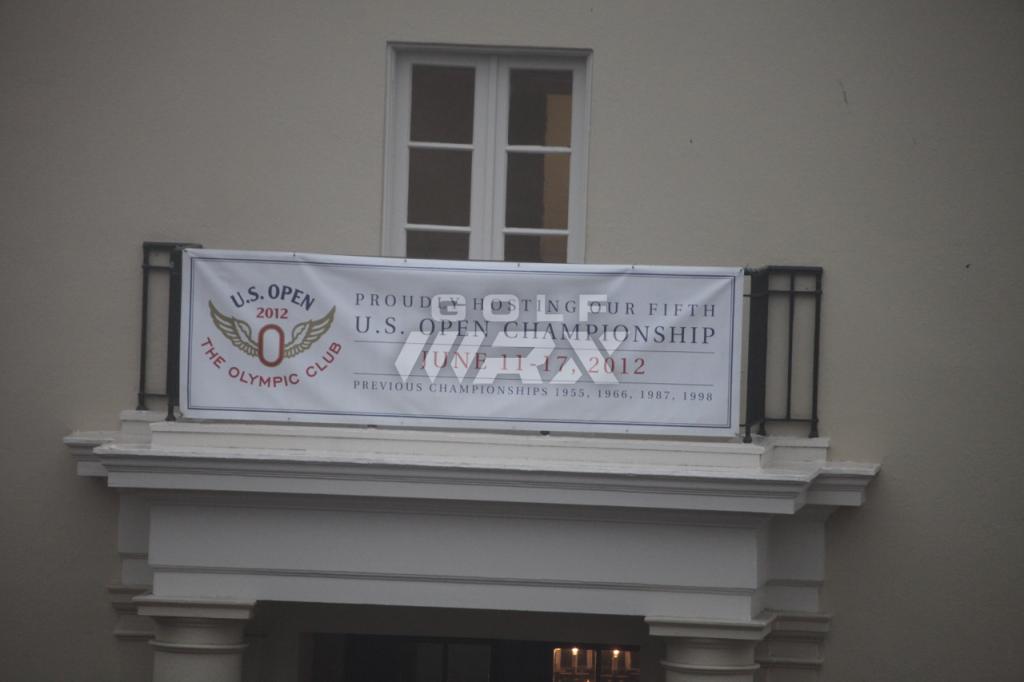 U.S. OPEN
2012
O
THE OLYMPIC CLUB
PROUDLY HOSTING OUR FIFTH
U.S. OPEN CHAMPIONSHIP
JUNE 11-17, 2012
PREVIOUS CHAMPIONSHIPS 1955, 1966, 1987, 1998
GOLF
MAX